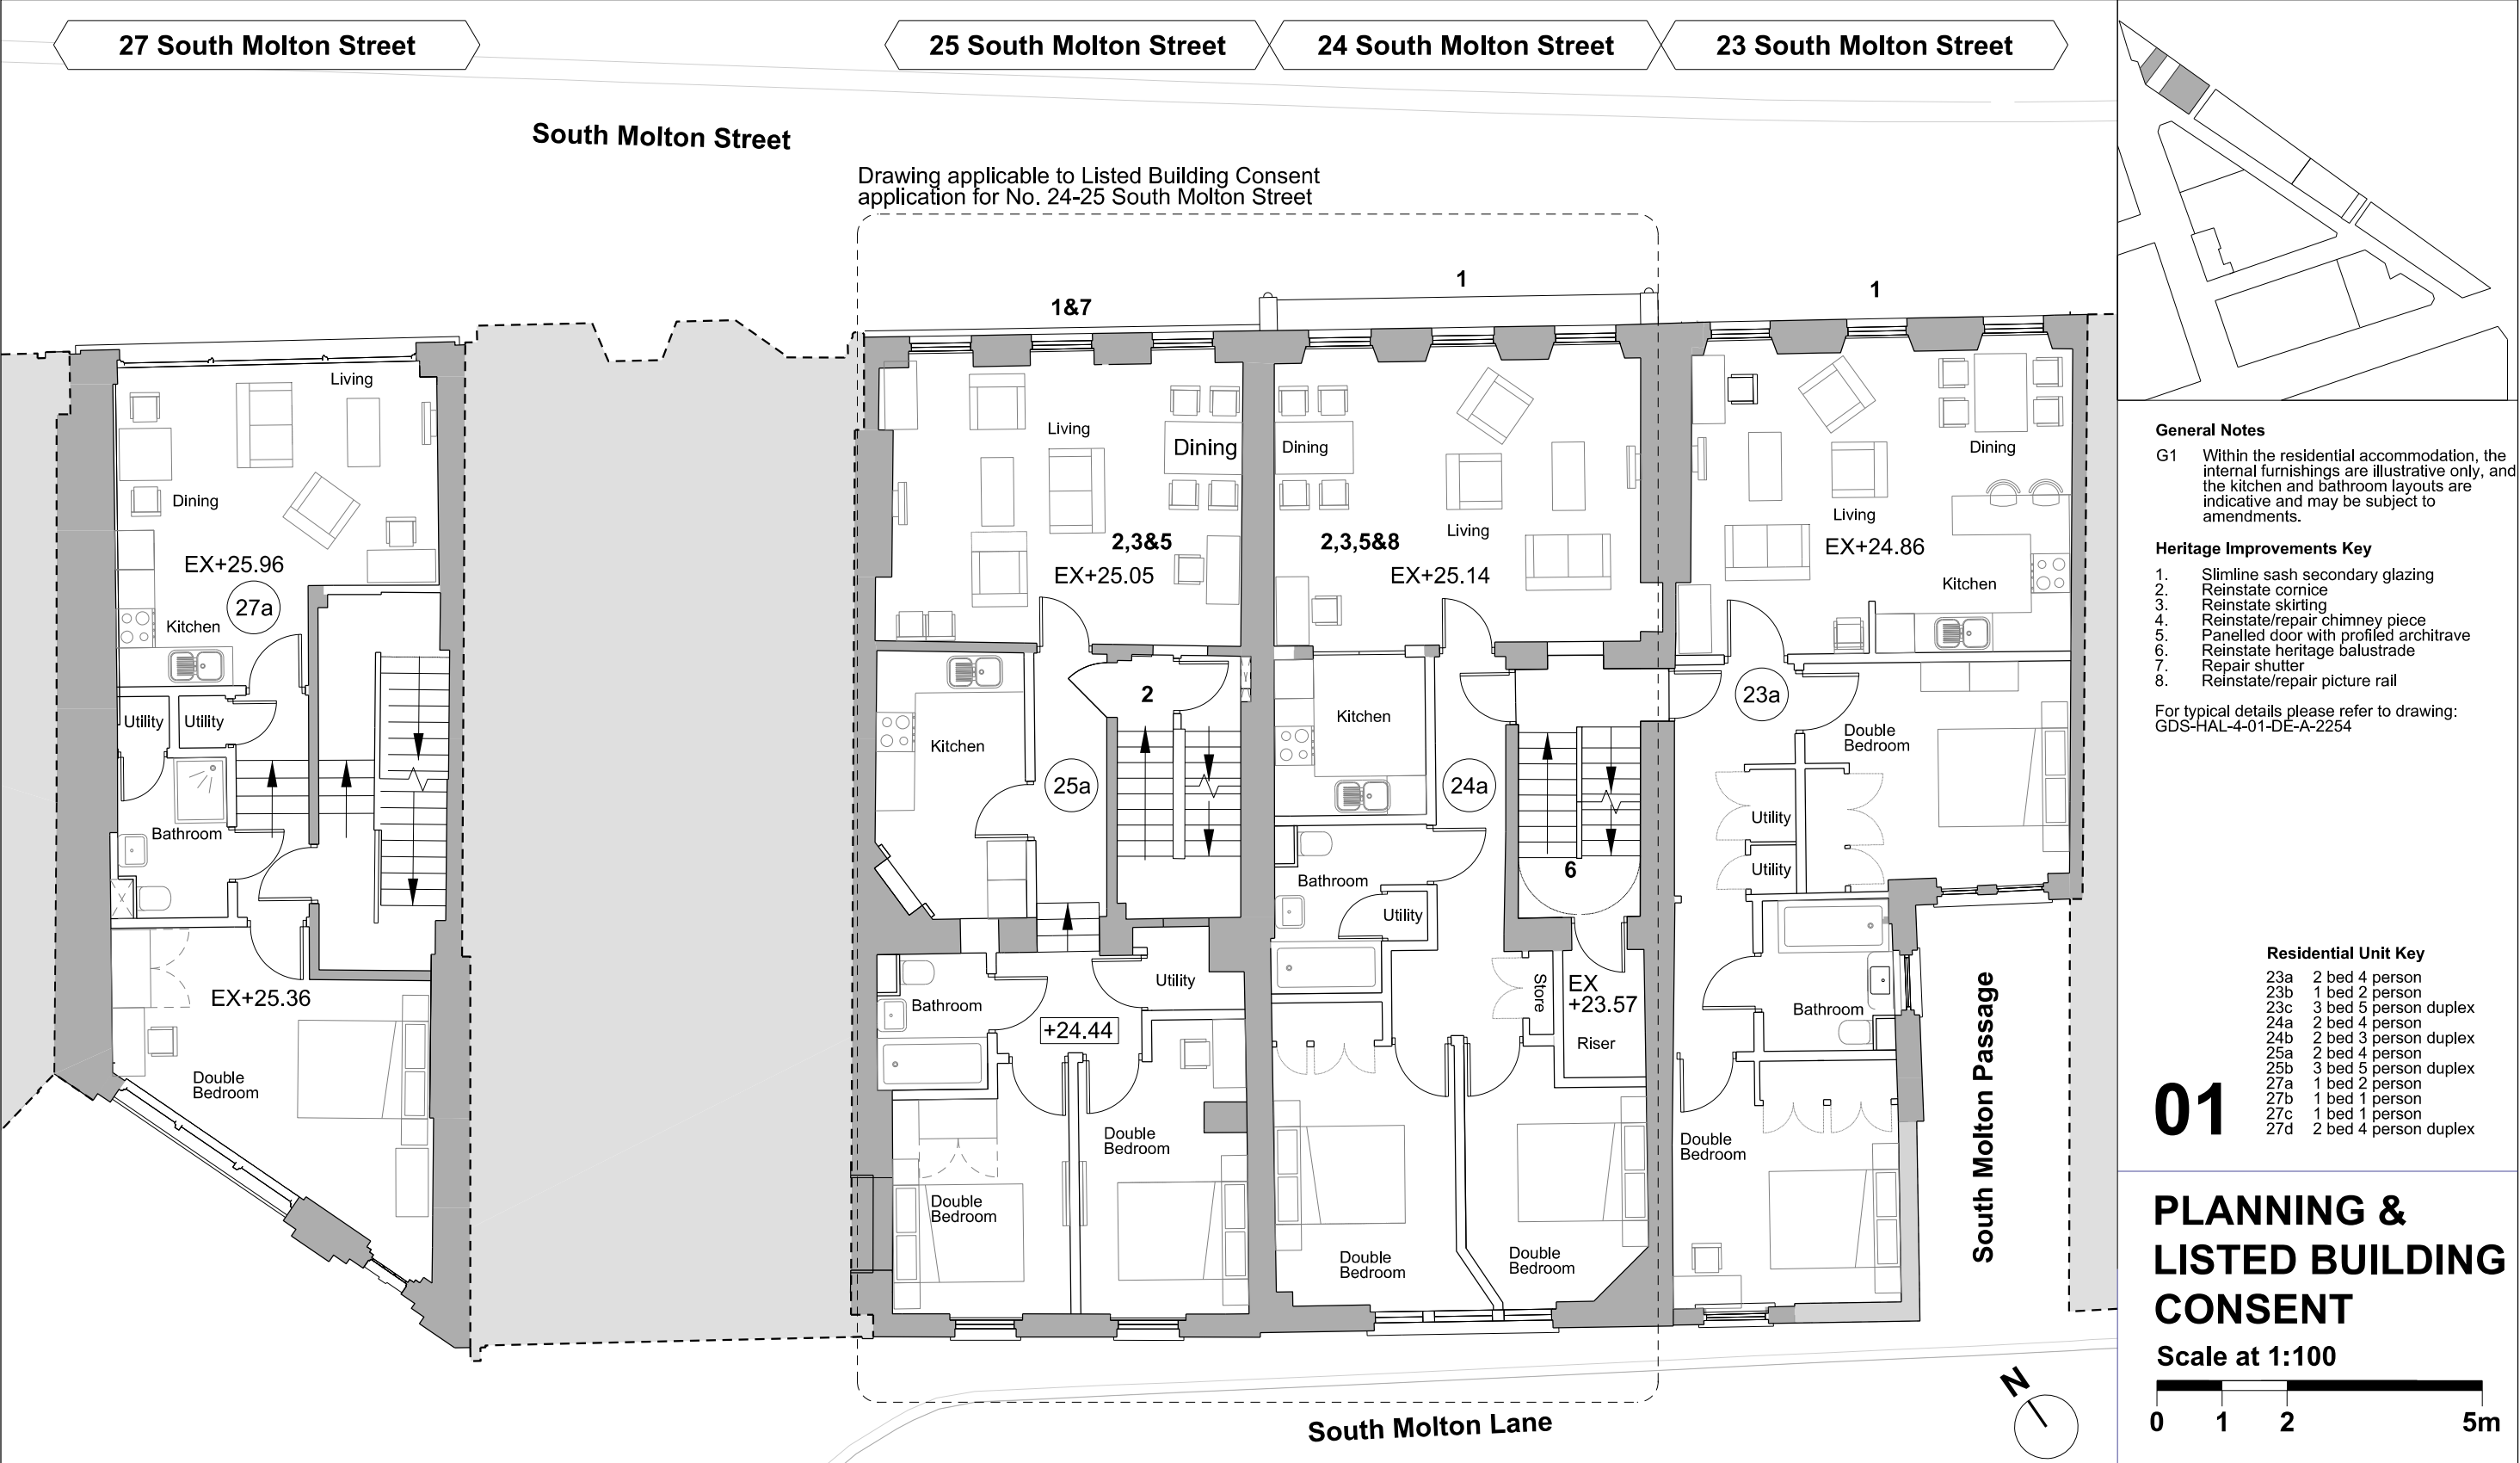 27 South Molton Street
25 South Molton Street
24 South Molton Street
23 South Molton Street
South Molton Street
Drawing applicable to Listed Building Consent
application for No. 24-25 South Molton Street
1&7
1
1
Living
Dining
EX+25.96
27a
Kitchen
Utility
Utility
Bathroom
EX+25.36
Double
Bedroom
Living
Dining
2,3&5
EX+25.05
2
Kitchen
25a
Bathroom
Utility
+24.44
Double
Bedroom
Double
Bedroom
Dining
2,3,5&8
Living
EX+25.14
Kitchen
24a
6
Bathroom
Utility
Store
EX
+23.57
Riser
Double
Bedroom
Double
Bedroom
Dining
Living
EX+24.86
Kitchen
23a
Double
Bedroom
Utility
Utility
Bathroom
Double
Bedroom
South Molton Passage
South Molton Lane
N
General Notes
G1 Within the residential accommodation, the
internal furnishings are illustrative only, and
the kitchen and bathroom layouts are
indicative and may be subject to
amendments.
Heritage Improvements Key
1. Slimline sash secondary glazing
2. Reinstate cornice
3. Reinstate skirting
4. Reinstate/repair chimney piece
5. Panelled door with profiled architrave
6. Reinstate heritage balustrade
7. Repair shutter
8. Reinstate/repair picture rail
For typical details please refer to drawing:
GDS-HAL-4-01-DE-A-2254
Residential Unit Key
23a 2 bed 4 person
23b 1 bed 2 person
23c 3 bed 5 person duplex
24a 2 bed 4 person
24b 2 bed 3 person duplex
25a 2 bed 4 person
25b 3 bed 5 person duplex
27a 1 bed 2 person
27b 1 bed 1 person
27c 1 bed 1 person
27d 2 bed 4 person duplex
01
PLANNING &
LISTED BUILDING
CONSENT
Scale at 1:100
0 1 2 5m